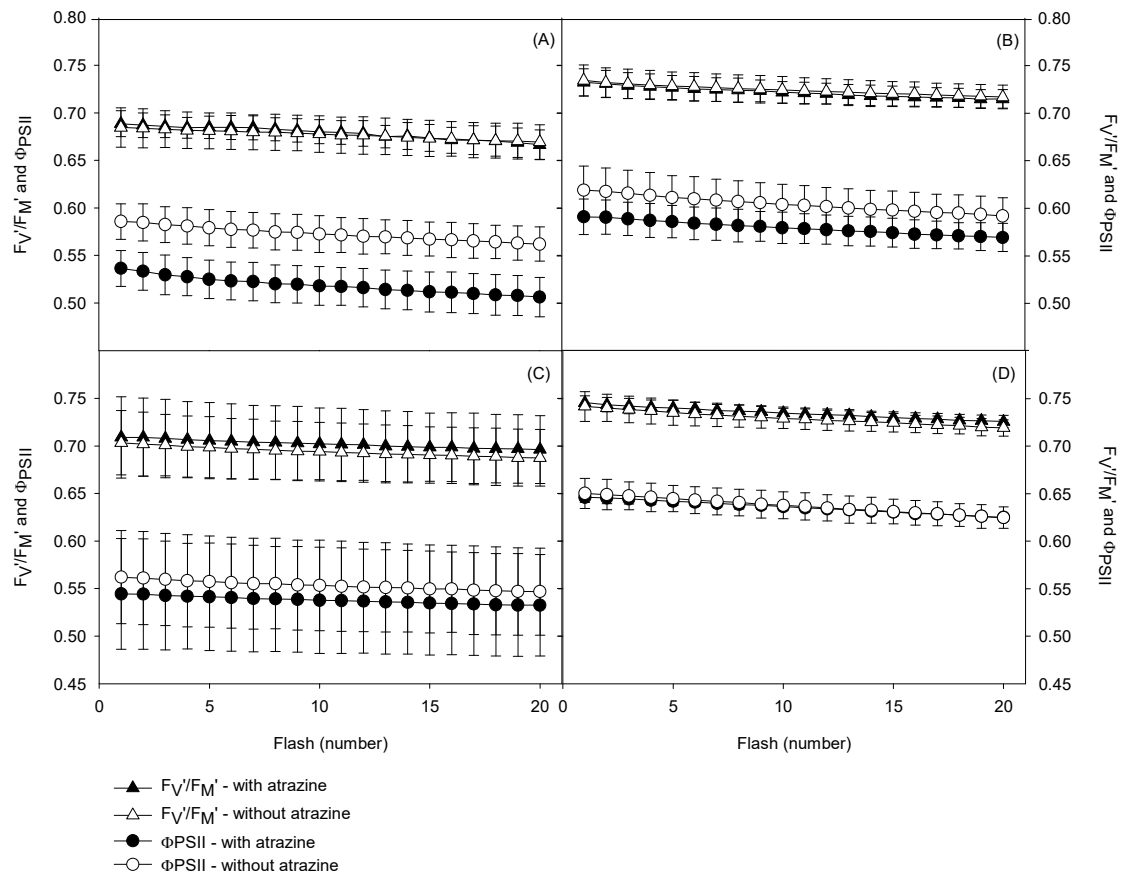 0.80
0.75
0.70
0.65
0.60
0.55
0.50
FV'/FM' and ΦPSII
(A)
(B)
0.80
0.75
0.70
0.65
0.60
0.55
0.50
FV'/FM' and ΦPSII
0.75
0.70
0.65
0.60
0.55
0.50
0.45
FV'/FM' and ΦPSII
(C)
(D)
0.75
0.70
0.65
0.60
0.55
0.50
0.45
FV'/FM' and ΦPSII
0 5 10 15 20
0 5 10 15 20
Flash (number)
Flash (number)
FV'/FM' - with atrazine
FV'/FM' - without atrazine
ΦPSII - with atrazine
ΦPSII - without atrazine